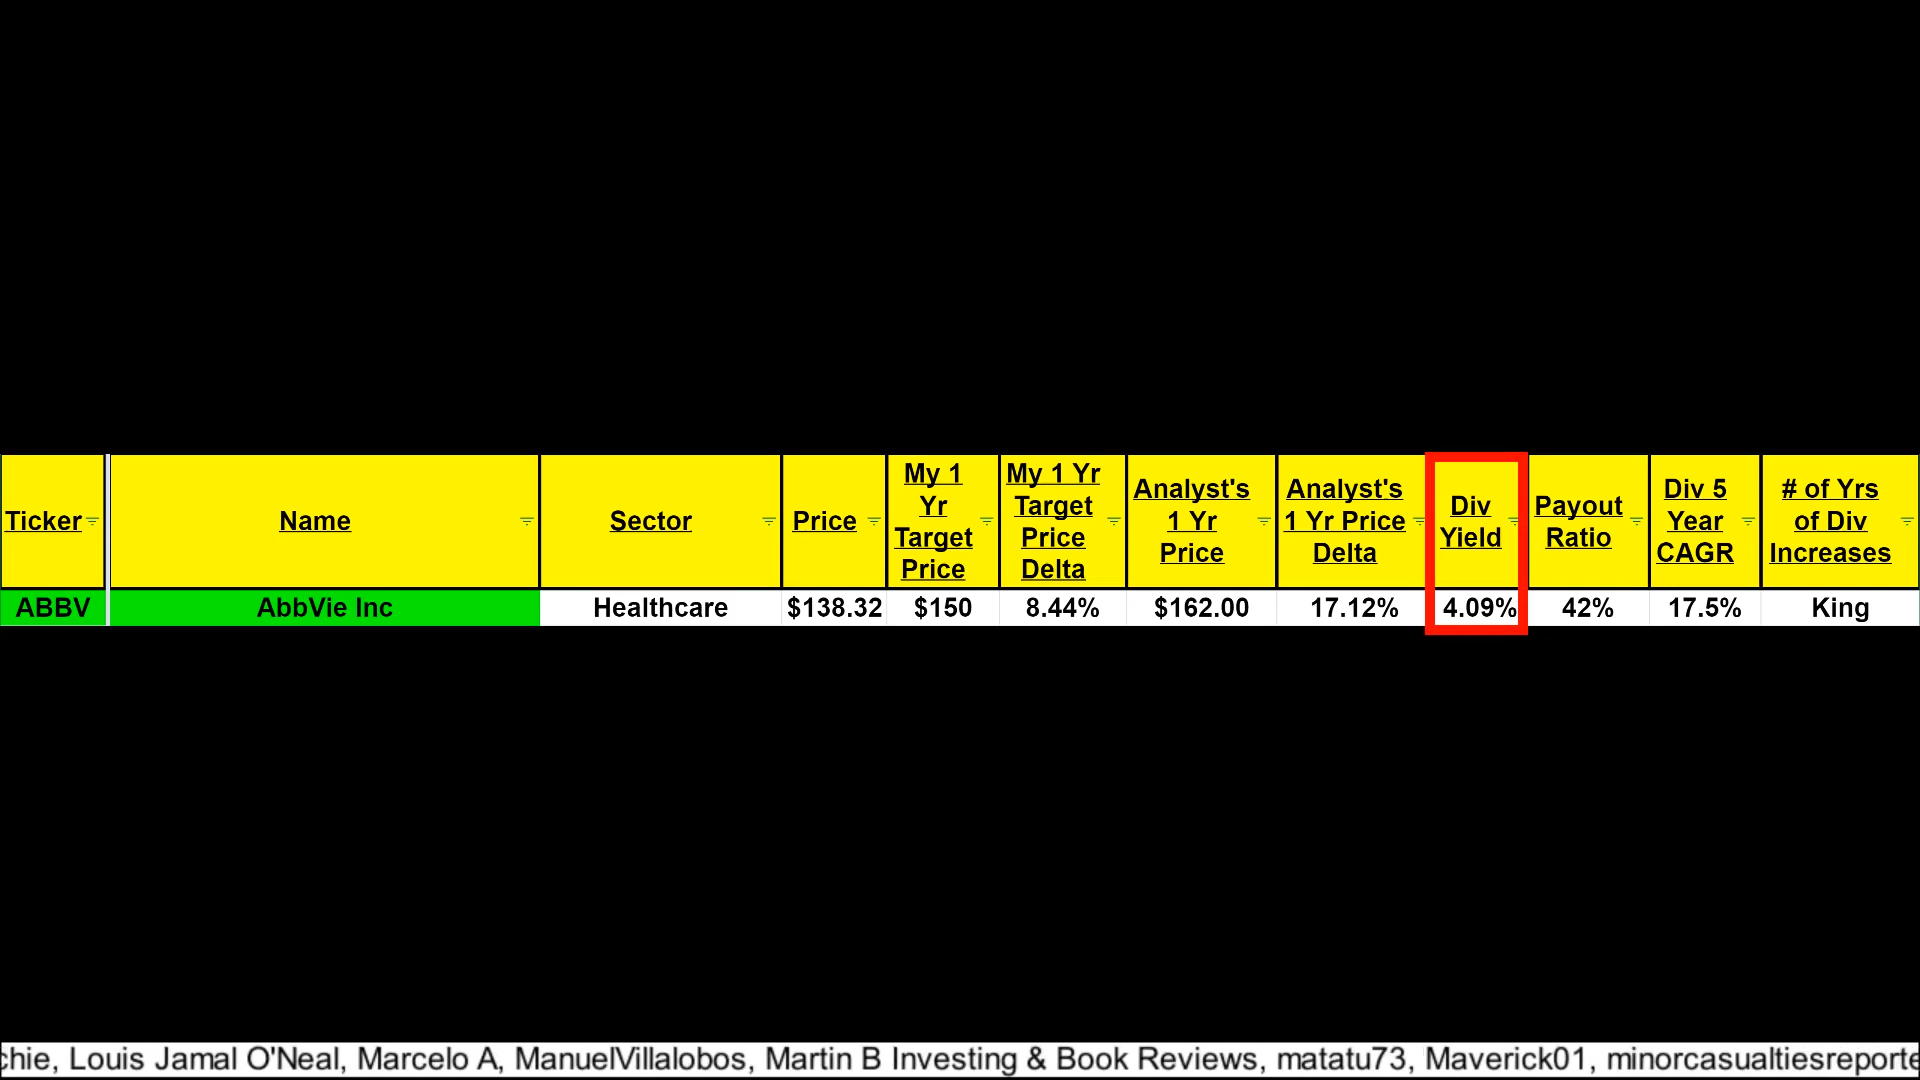 Ticker
Name
Sector
Price
My 1
Yr
Target
Price
My 1 Yr
Target
Price
Delta
Analyst's
1 Yr
Price
Analyst's
1 Yr Price
Delta
Div
Yield
Payout
Ratio
Div 5
Year
CAGR
# of Yrs
of Div
Increases
ABBV AbbVie Inc Healthcare $138.32 $150 8.44% $162.00 17.12% 4.09% 42% 17.5% King
chie, Louis Jamal O'Neal, Marcelo A, ManuelVillalobos, Martin B Investing & Book Reviews, matatu73, Maverick01, minorcasualtiesreporte